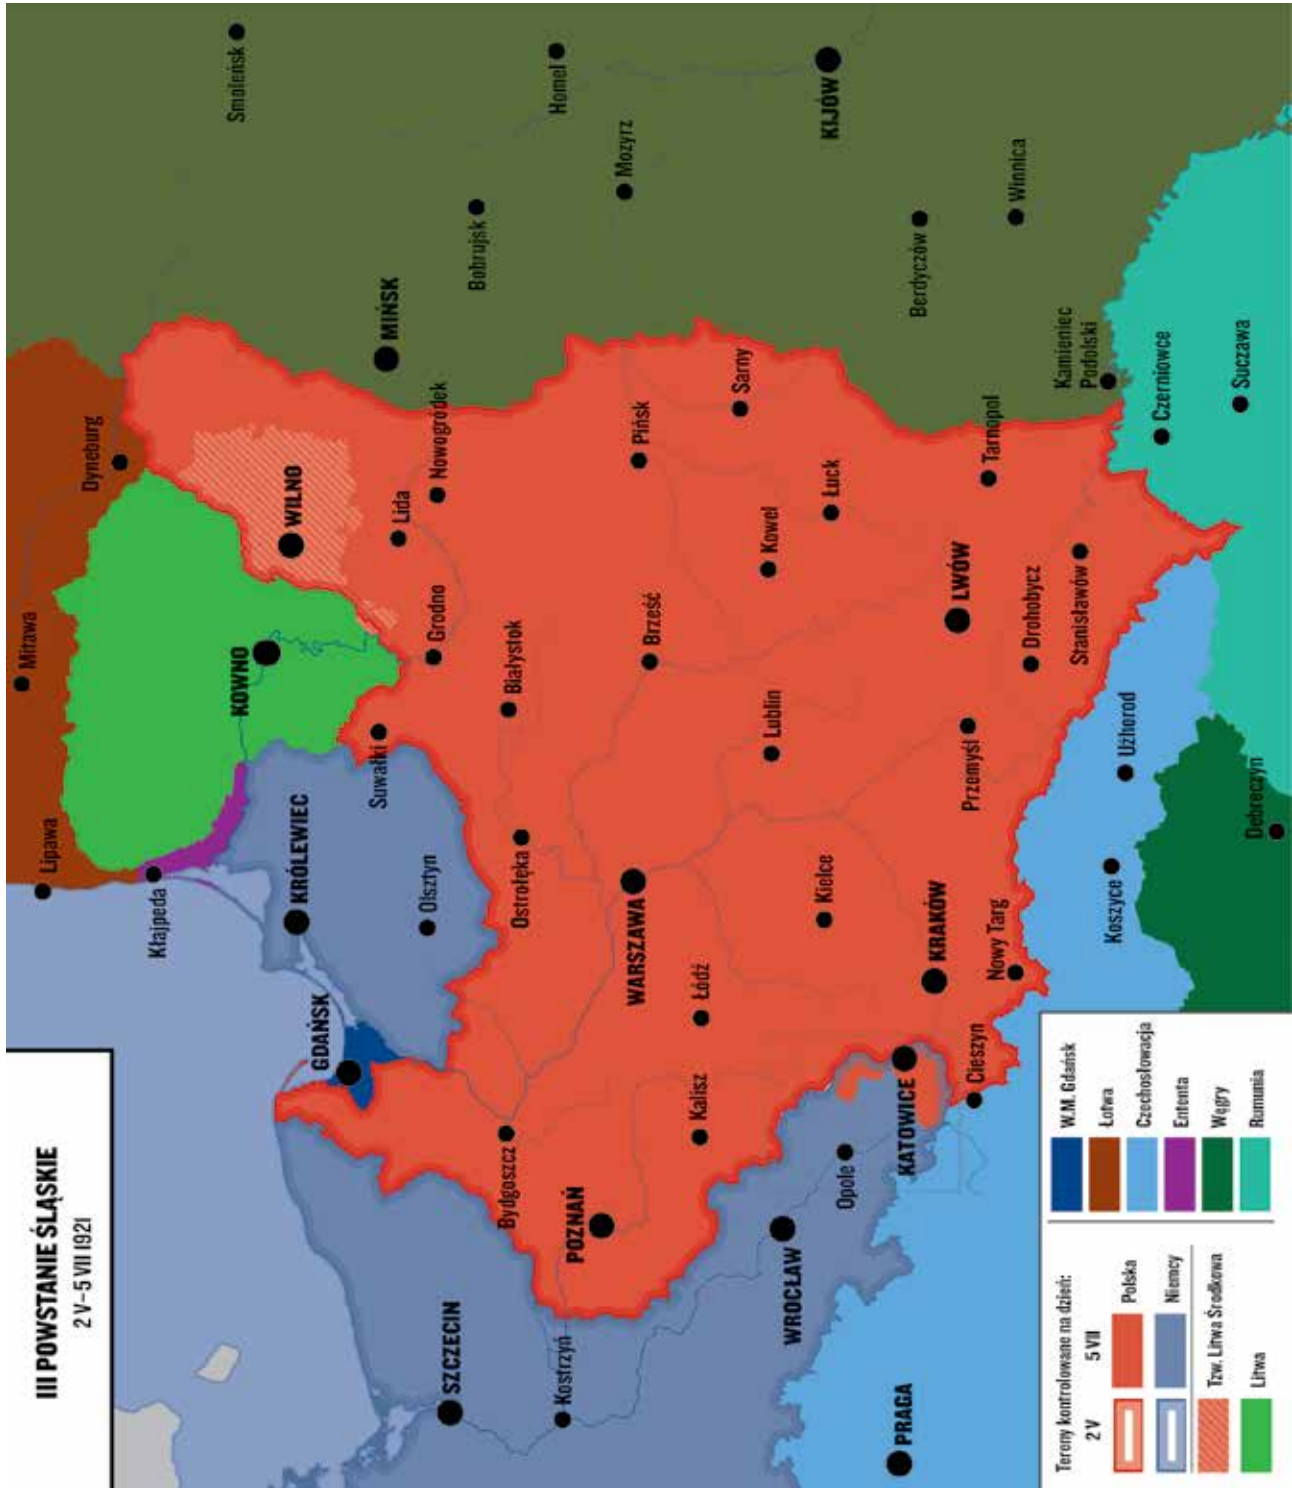 III POWSTANIE ŚLĄSKIE
2 V–5 VII 1921
Lipawa
Mitawa
Dyneburg
Smoleńsk
Kłajpeda
KOWNO
WILNO
KRÓLEWIEC
GDAŃSK
Suwałki
Lida
MIŃSK
Olsztyn
Grodno
Nowogródek
Bobrujsk
Homel
SZCZECIN
Bydgoszcz
Ostrołęka
Białystok
Kostrzyń
POZNAŃ
WARSZAWA
Brześć
Pińsk
Mozyrz
Kalisz
Łódź
Lublin
Kowel
Sarny
WROCŁAW
Kielce
Łuck
KIJÓW
Opole
KATOWICE
KRAKÓW
Przemyśl
LWÓW
Tarnopol
Berdyczów
PRAGA
Cieszyn
Nowy Targ
Drohobycz
Stanisławów
Winnica
Kamieniec
Podolski
Koszyce
Użhorod
Czerniowce
Suczawa
Debreczyn
Tereny kontrolowane na dzień:
2 V
5 VII
Polska
Niemcy
Tzw. Litwa Środkowa
Litwa
W.M. Gdańsk
Łotwa
Czechosłowacja
Ententa
Węgry
Rumunia